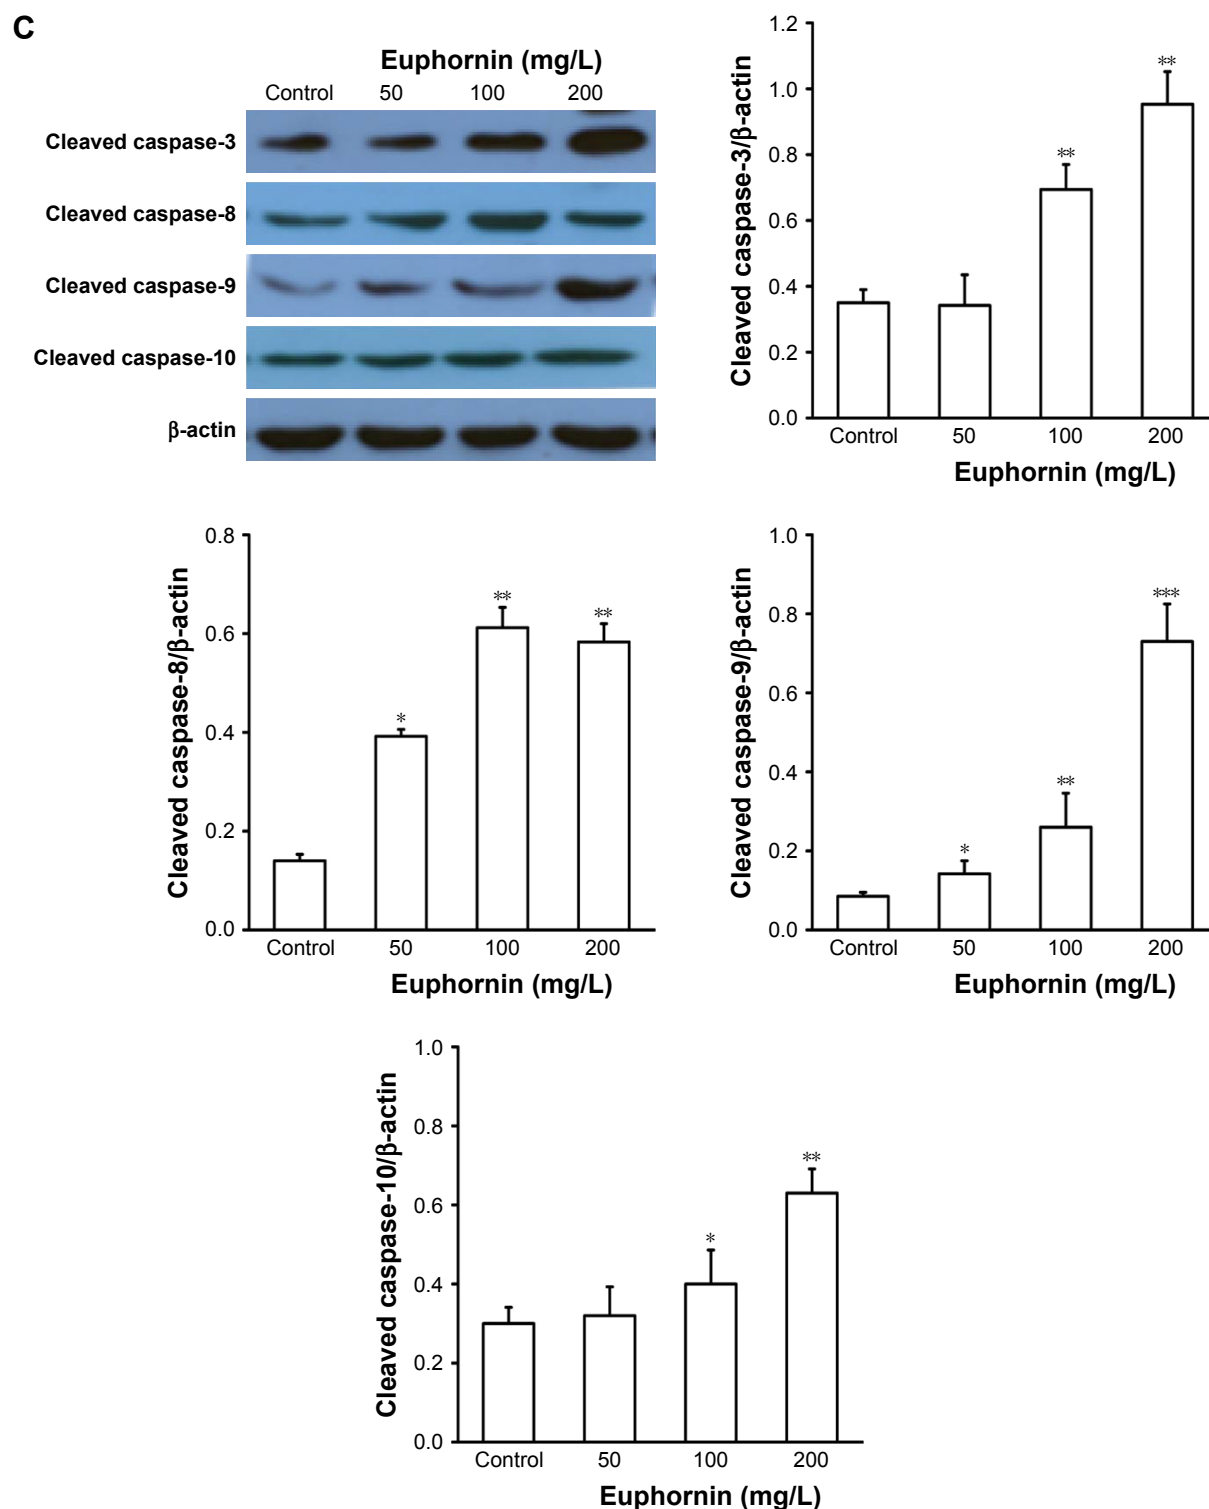 C
Euphornin (mg/L)
Control 50 100 200
Cleaved caspase-3
Cleaved caspase-8
Cleaved caspase-9
Cleaved caspase-10
β-actin
Cleaved caspase-3/β-actin
1.2
1.0
0.8
0.6
0.4
0.2
0.0
**
**
Control 50 100 200
Euphornin (mg/L)
Cleaved caspase-8/β-actin
0.8
0.6
0.4
0.2
0.0
*
**
**
Control 50 100 200
Euphornin (mg/L)
Cleaved caspase-9/β-actin
1.0
0.8
0.6
0.4
0.2
0.0
*
**
***
Control 50 100 200
Euphornin (mg/L)
Cleaved caspase-10/β-actin
1.0
0.8
0.6
0.4
0.2
0.0
*
**
Control 50 100 200
Euphornin (mg/L)